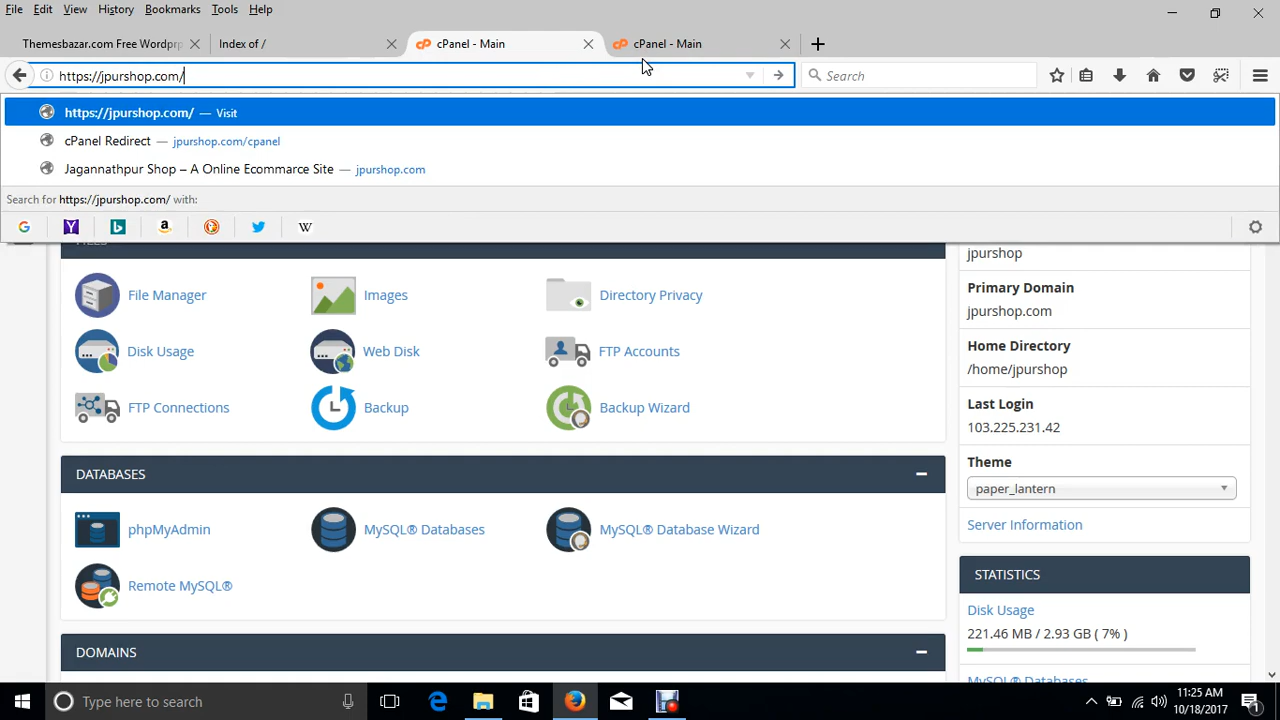 File Edit View History Bookmarks Tools Help
Themesbazar.com Free Wordpr
Index of /
cPanel - Main
cPanel - Main
https://jpurshop.com/
Search
https://jpurshop.com/ — Visit
cPanel Redirect — jpurshop.com/cpanel
Jagannathpur Shop – A Online Ecommarce Site — jpurshop.com
Search for https://jpurshop.com/ with:
FILES
File Manager
Images
Directory Privacy
Disk Usage
Web Disk
FTP Accounts
FTP Connections
Backup
Backup Wizard
DATABASES
phpMyAdmin
MySQL® Databases
MySQL® Database Wizard
Remote MySQL®
DOMAINS
jpurshop
Primary Domain
jpurshop.com
Home Directory
/home/jpurshop
Last Login
103.225.231.42
Theme
paper_lantern
Server Information
STATISTICS
Disk Usage
221.46 MB / 2.93 GB ( 7% )
MySQL® Databases
Type here to search
11:25 AM
10/18/2017